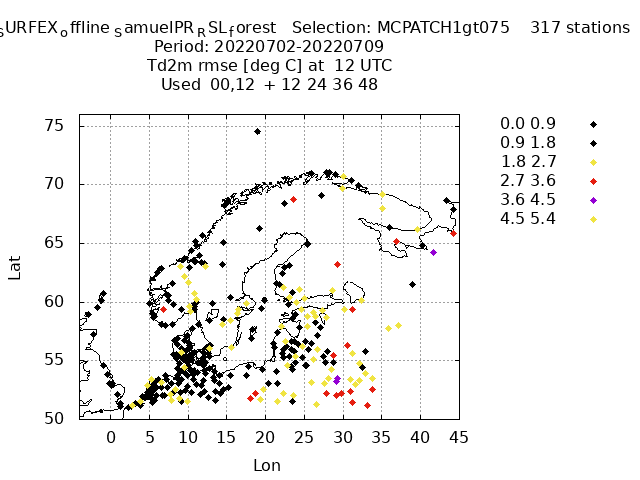 SURFEX_offline_SamuelPR_RSL_forest Selection: MCPATCH1gt075 317 stations
Period: 20220702-20220709
Td2m rmse [deg C] at 12 UTC
Used 00,12 + 12 24 36 48
0.0 0.9
0.9 1.8
1.8 2.7
2.7 3.6
3.6 4.5
4.5 5.4
75
70
65
60
55
50
Lat
0 5 10 15 20 25 30 35 40 45
Lon